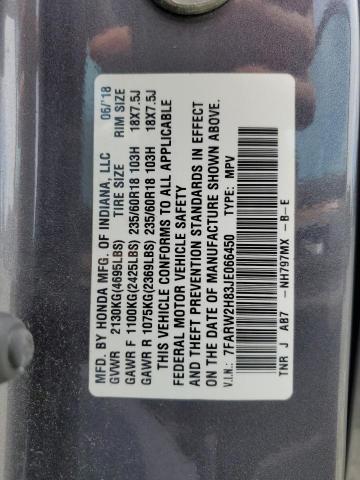 MFD. BY HONDA MFG. OF INDIANA, LLC 06/'18
GVWR 2130KG(4695LBS) TIRE SIZE RIM SIZE
GAWR F 1100KG(2425LBS) 235/60R18 103H 18X7.5J
GAWR R 1075KG(2369LBS) 235/60R18 103H 18X7.5J
THIS VEHICLE CONFORMS TO ALL APPLICABLE
FEDERAL MOTOR VEHICLE SAFETY
AND THEFT PREVENTION STANDARDS IN EFFECT
ON THE DATE OF MANUFACTURE SHOWN ABOVE.
V.I.N.: 7FARW2H83JE066450 TYPE: MPV
TNR J AB7 -NH797MX -B-E